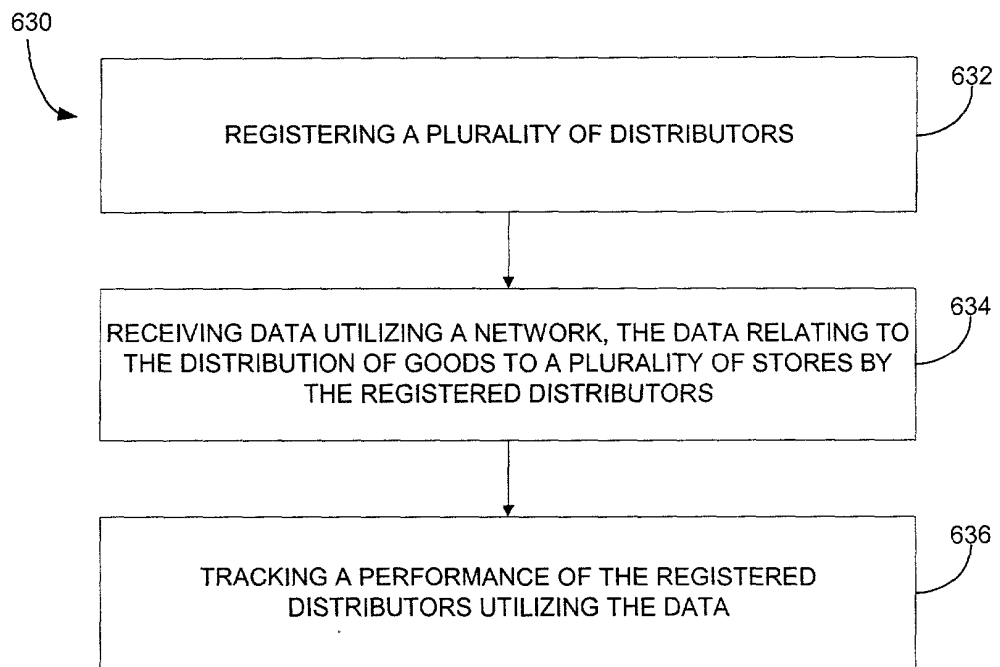 630
632
REGISTERING A PLURALITY OF DISTRIBUTORS
634
RECEIVING DATA UTILIZING A NETWORK, THE DATA RELATING TO
THE DISTRIBUTION OF GOODS TO A PLURALITY OF STORES BY
THE REGISTERED DISTRIBUTORS
636
TRACKING A PERFORMANCE OF THE REGISTERED
DISTRIBUTORS UTILIZING THE DATA